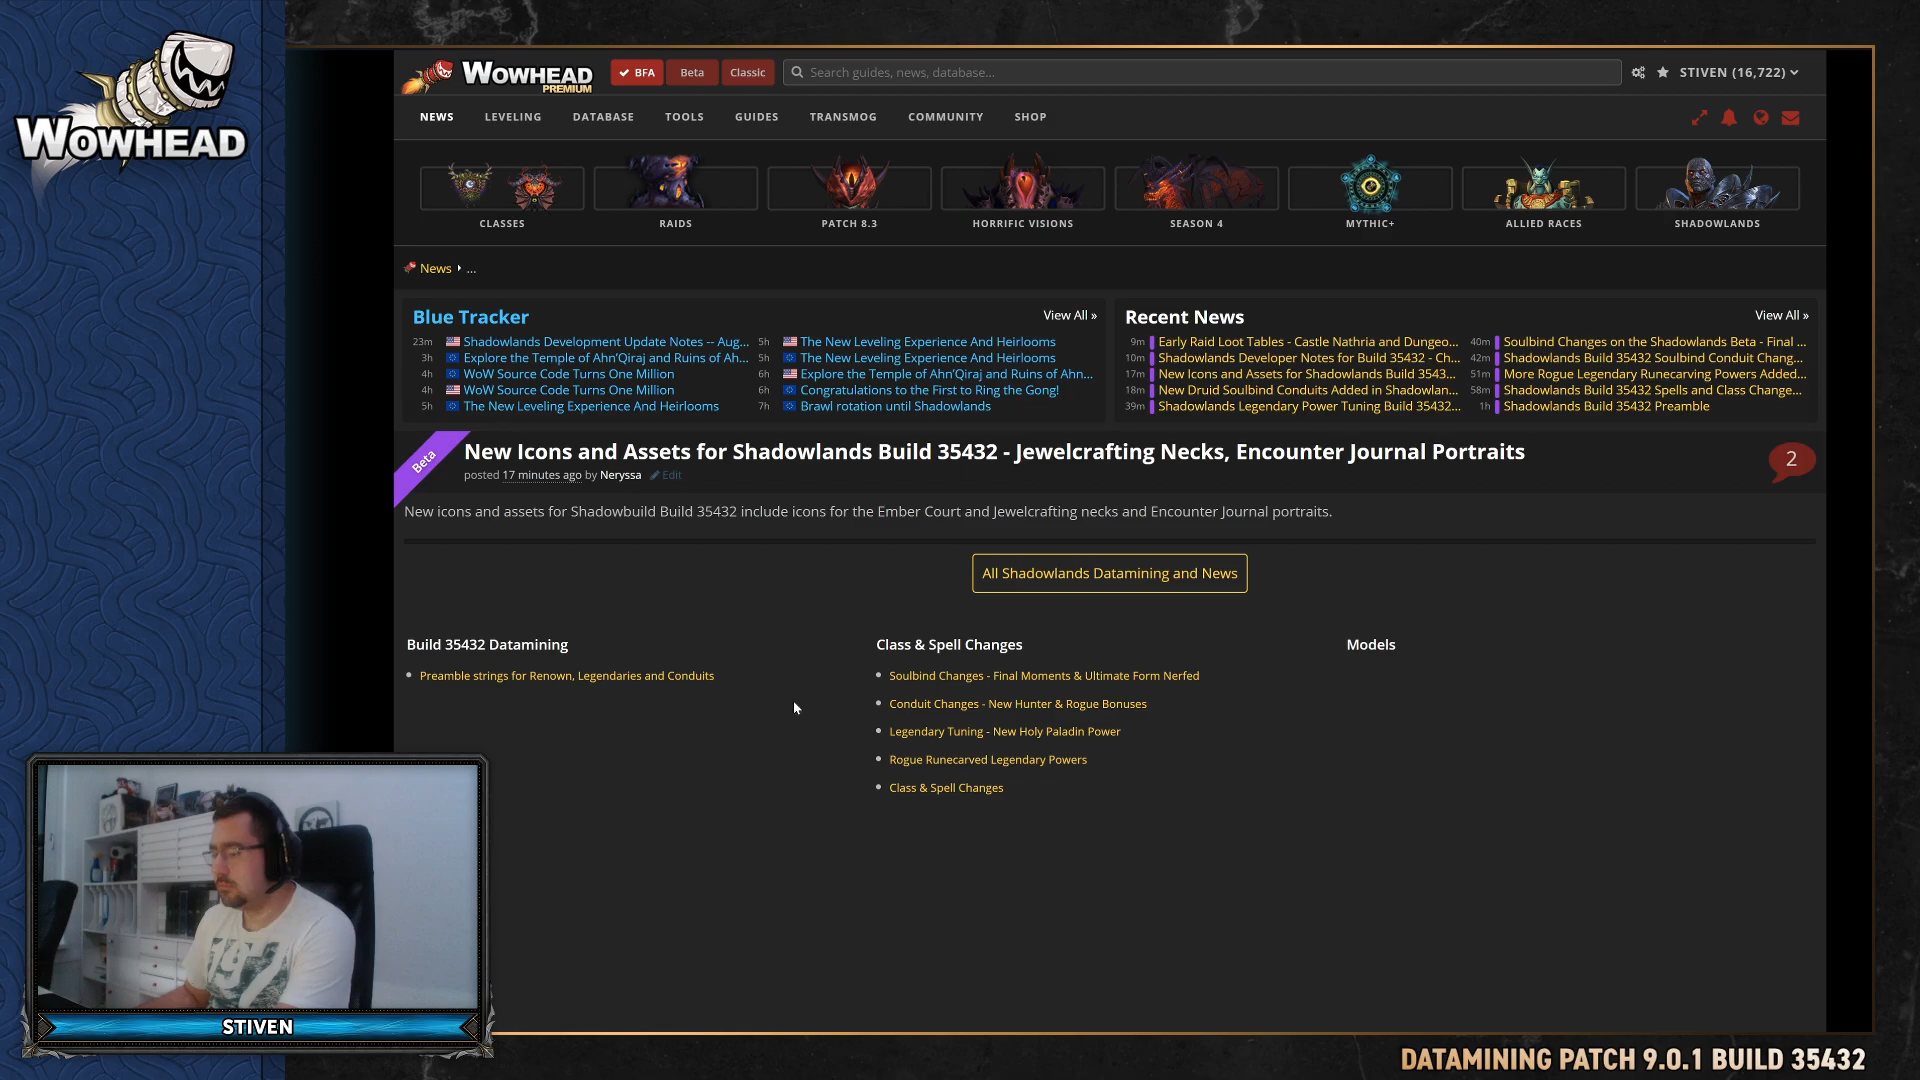 WOWHEAD
WOWHEAD
PREMIUM
BFA
Beta
Classic
Search guides, news, database...
STIVEN (16,722)
NEWS
LEVELING
DATABASE
TOOLS
GUIDES
TRANSMOG
COMMUNITY
SHOP
CLASSES
RAIDS
PATCH 8.3
HORRIFIC VISIONS
SEASON 4
MYTHIC+
ALLIED RACES
SHADOWLANDS
News ...
Blue Tracker
View All »
23m Shadowlands Development Update Notes -- Aug...
3h Explore the Temple of Ahn'Qiraj and Ruins of Ah...
4h WoW Source Code Turns One Million
4h WoW Source Code Turns One Million
5h The New Leveling Experience And Heirlooms
5h The New Leveling Experience And Heirlooms
5h The New Leveling Experience And Heirlooms
6h Explore the Temple of Ahn'Qiraj and Ruins of Ahn...
6h Congratulations to the First to Ring the Gong!
7h Brawl rotation until Shadowlands
Recent News
View All »
9m Early Raid Loot Tables - Castle Nathria and Dungeo...
10m Shadowlands Developer Notes for Build 35432 - Ch...
17m New Icons and Assets for Shadowlands Build 3543...
18m New Druid Soulbind Conduits Added in Shadowlan...
39m Shadowlands Legendary Power Tuning Build 35432...
40m Soulbind Changes on the Shadowlands Beta - Final ...
42m Shadowlands Build 35432 Soulbind Conduit Chang...
51m More Rogue Legendary Runecarving Powers Added...
58m Shadowlands Build 35432 Spells and Class Change...
1h Shadowlands Build 35432 Preamble
Beta
New Icons and Assets for Shadowlands Build 35432 - Jewelcrafting Necks, Encounter Journal Portraits
posted 17 minutes ago by Neryssa Edit
2
New icons and assets for Shadowbuild Build 35432 include icons for the Ember Court and Jewelcrafting necks and Encounter Journal portraits.
All Shadowlands Datamining and News
Build 35432 Datamining
Preamble strings for Renown, Legendaries and Conduits
Class & Spell Changes
Soulbind Changes - Final Moments & Ultimate Form Nerfed
Conduit Changes - New Hunter & Rogue Bonuses
Legendary Tuning - New Holy Paladin Power
Rogue Runecarved Legendary Powers
Class & Spell Changes
Models
STIVEN
DATAMINING PATCH 9.0.1 BUILD 35432